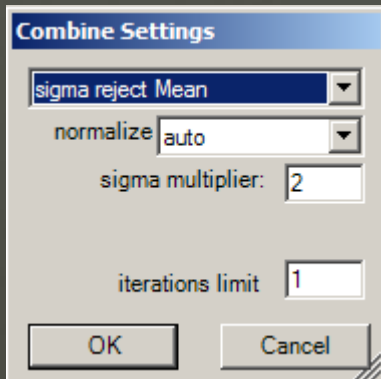 Combine Settings
sigma reject Mean
normalize auto
sigma multiplier: 2
iterations limit 1
OK Cancel